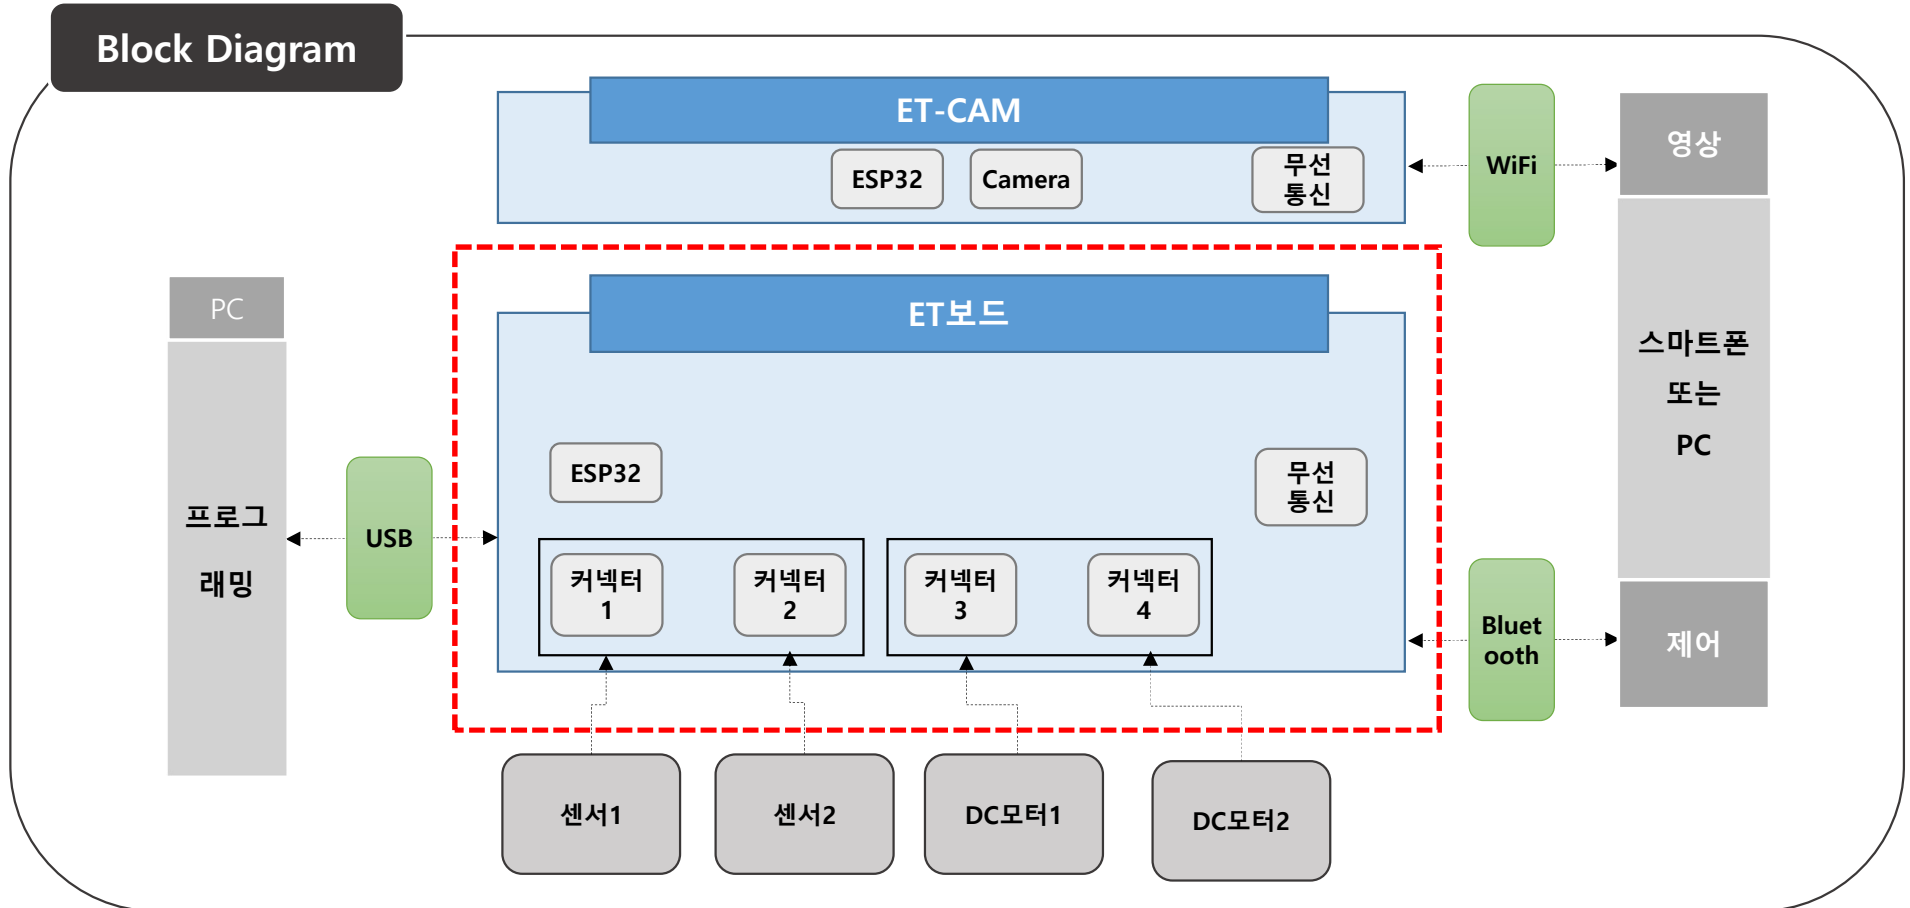 Block Diagram
ET-CAM
ESP32
Camera
무선
통신
WiFi
영상
스마트폰
또는
PC
제어
PC
프로그
래밍
USB
ET보드
ESP32
무선
통신
커넥터
1
커넥터
2
커넥터
3
커넥터
4
Bluet
ooth
센서1
센서2
DC모터1
DC모터2